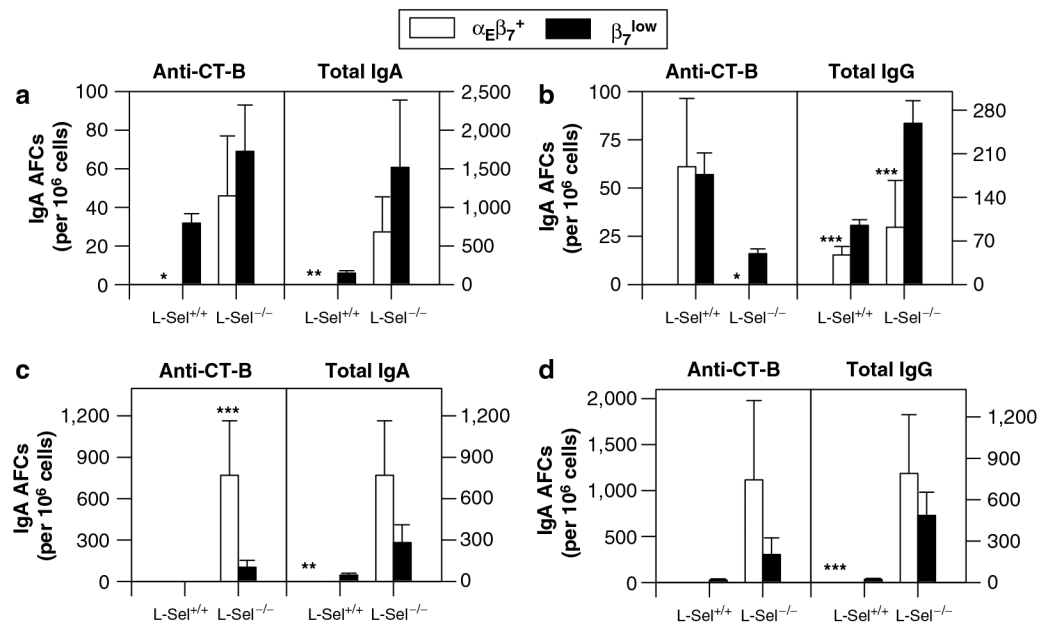 αEβ7+ β7low
a Anti-CT-B Total IgA
IgA AFCs
(per 10⁶ cells)
100 2,500
80 2,000
60 1,500
40 1,000
20 500
0 0
* **
L-Sel+/+ L-Sel−/− L-Sel+/+ L-Sel−/−
b Anti-CT-B Total IgG
IgA AFCs
(per 10⁶ cells)
100 280
75 210
50 140
25 70
0 0
* *** ***
L-Sel+/+ L-Sel−/− L-Sel+/+ L-Sel−/−
c Anti-CT-B Total IgA
IgA AFCs
(per 10⁶ cells)
1,200 1,200
900 900
600 600
300 300
0 0
*** **
L-Sel+/+ L-Sel−/− L-Sel+/+ L-Sel−/−
d Anti-CT-B Total IgG
IgA AFCs
(per 10⁶ cells)
2,000 1,200
1,500 900
1,000 600
500 300
0 0
***
L-Sel+/+ L-Sel−/− L-Sel+/+ L-Sel−/−